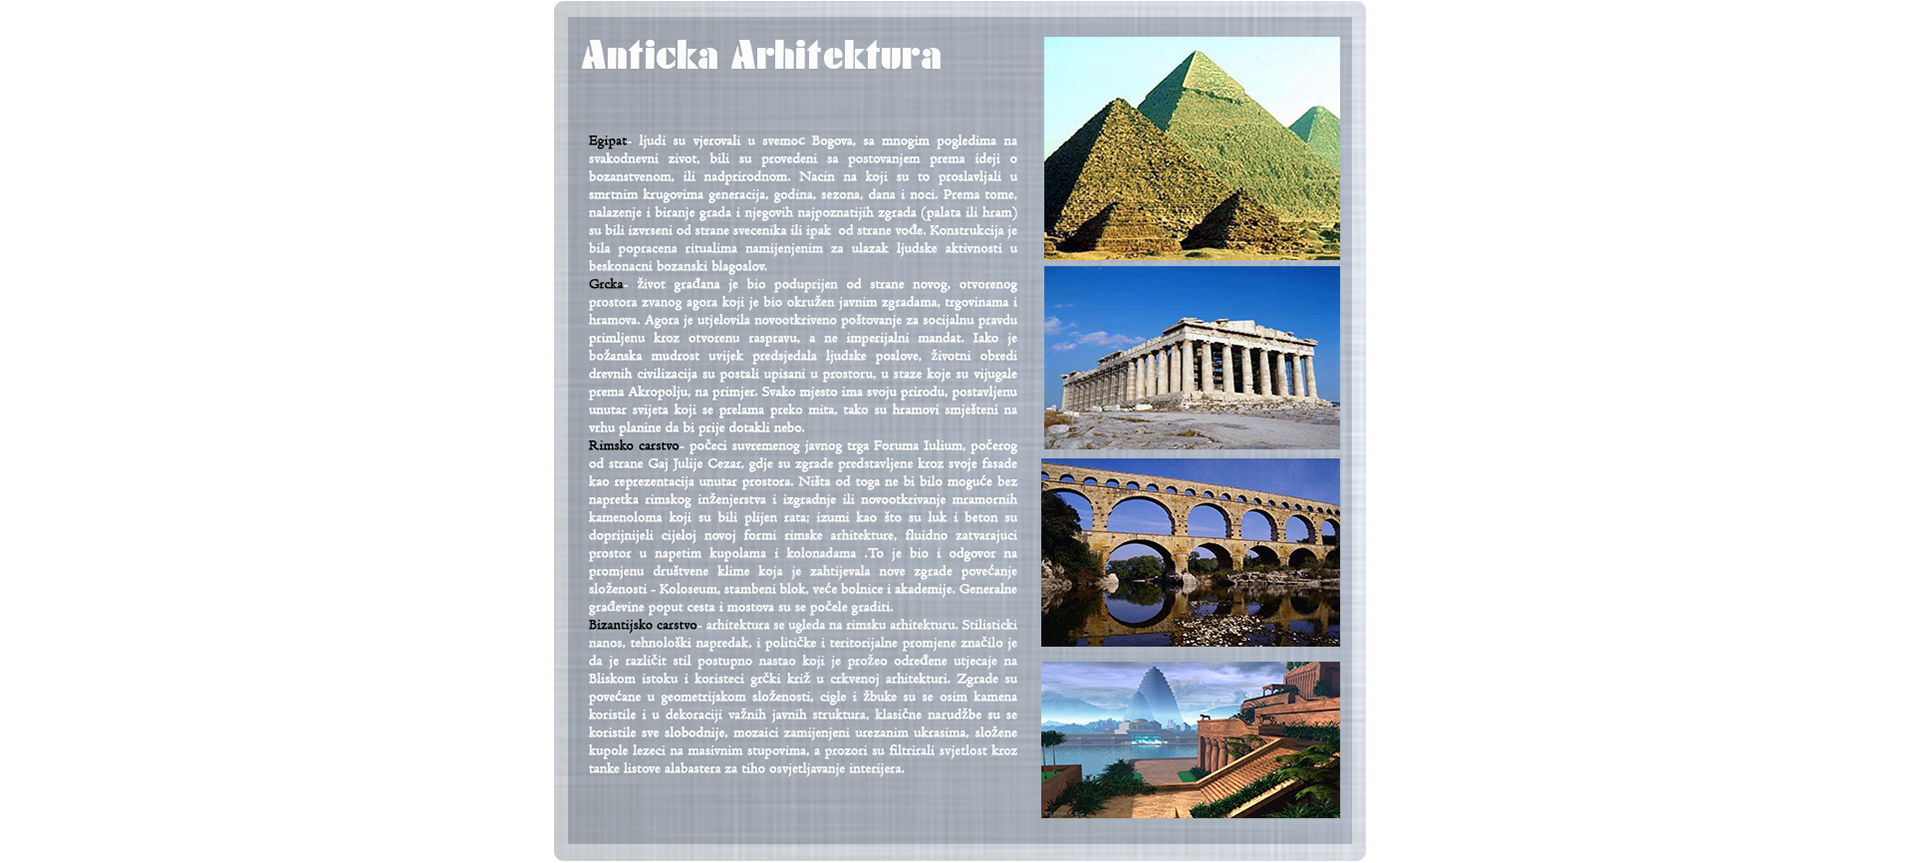 Anticka Arhitektura
Egipat- ljudi su vjerovali u svemoc Bogova, sa mnogim pogledima na
svakodnevni zivot, bili su provedeni sa postovanjem prema ideji o
bozanstvenom, ili nadprirodnom. Nacin na koji su to proslavljali u
smrtnim krugovima generacija, godina, sezona, dana i noci. Prema tome,
nalazenje i biranje grada i njegovih najpoznatijih zgrada (palata ili hram)
su bili izvrseni od strane svecenika ili ipak od strane vođe. Konstrukcija je
bila popracena ritualima namijenjenim za ulazak ljudske aktivnosti u
beskonacni bozanski blagoslov.
Grcka- život građana je bio poduprijen od strane novog, otvorenog
prostora zvanog agora koji je bio okružen javnim zgradama, trgovinama i
hramova. Agora je utjelovila novootkriveno poštovanje za socijalnu pravdu
primljenu kroz otvorenu raspravu, a ne imperijalni mandat. Iako je
božanska mudrost uvijek predsjedala ljudske poslove, životni obredi
drevnih civilizacija su postali upisani u prostoru, u staze koje su vijugale
prema Akropolju, na primjer. Svako mjesto ima svoju prirodu, postavljenu
unutar svijeta koji se prelama preko mita, tako su hramovi smješteni na
vrhu planine da bi prije dotakli nebo.
Rimsko carstvo- počeci suvremenog javnog trga Foruma Iulium, počerog
od strane Gaj Julije Cezar, gdje su zgrade predstavljene kroz svoje fasade
kao reprezentacija unutar prostora. Ništa od toga ne bi bilo moguće bez
napretka rimskog inženjerstva i izgradnje ili novootkrivanje mramornih
kamenoloma koji su bili plijen rata; izumi kao što su luk i beton su
doprijnijeli cijeloj novoj formi rimske arhitekture, fluidno zatvarajuci
prostor u napetim kupolama i kolonadama .To je bio i odgovor na
promjenu društvene klime koja je zahtijevala nove zgrade povećanje
složenosti - Koloseum, stambeni blok, veće bolnice i akademije. Generalne
građevine poput cesta i mostova su se počele graditi.
Bizantijsko carstvo- arhitektura se ugleda na rimsku arhitekturu. Stilisticki
nanos, tehnološki napredak, i političke i teritorijalne promjene značilo je
da je različit stil postupno nastao koji je prožeo određene utjecaje na
Bliskom istoku i koristeci grčki križ u crkvenoj arhitekturi. Zgrade su
povećane u geometrijskom složenosti, cigle i žbuke su se osim kamena
koristile i u dekoraciji važnih javnih struktura, klasične narudžbe su se
koristile sve slobodnije, mozaici zamijenjeni urezanim ukrasima, složene
kupole lezeci na masivnim stupovima, a prozori su filtrirali svjetlost kroz
tanke listove alabastera za tiho osvjetljavanje interijera.